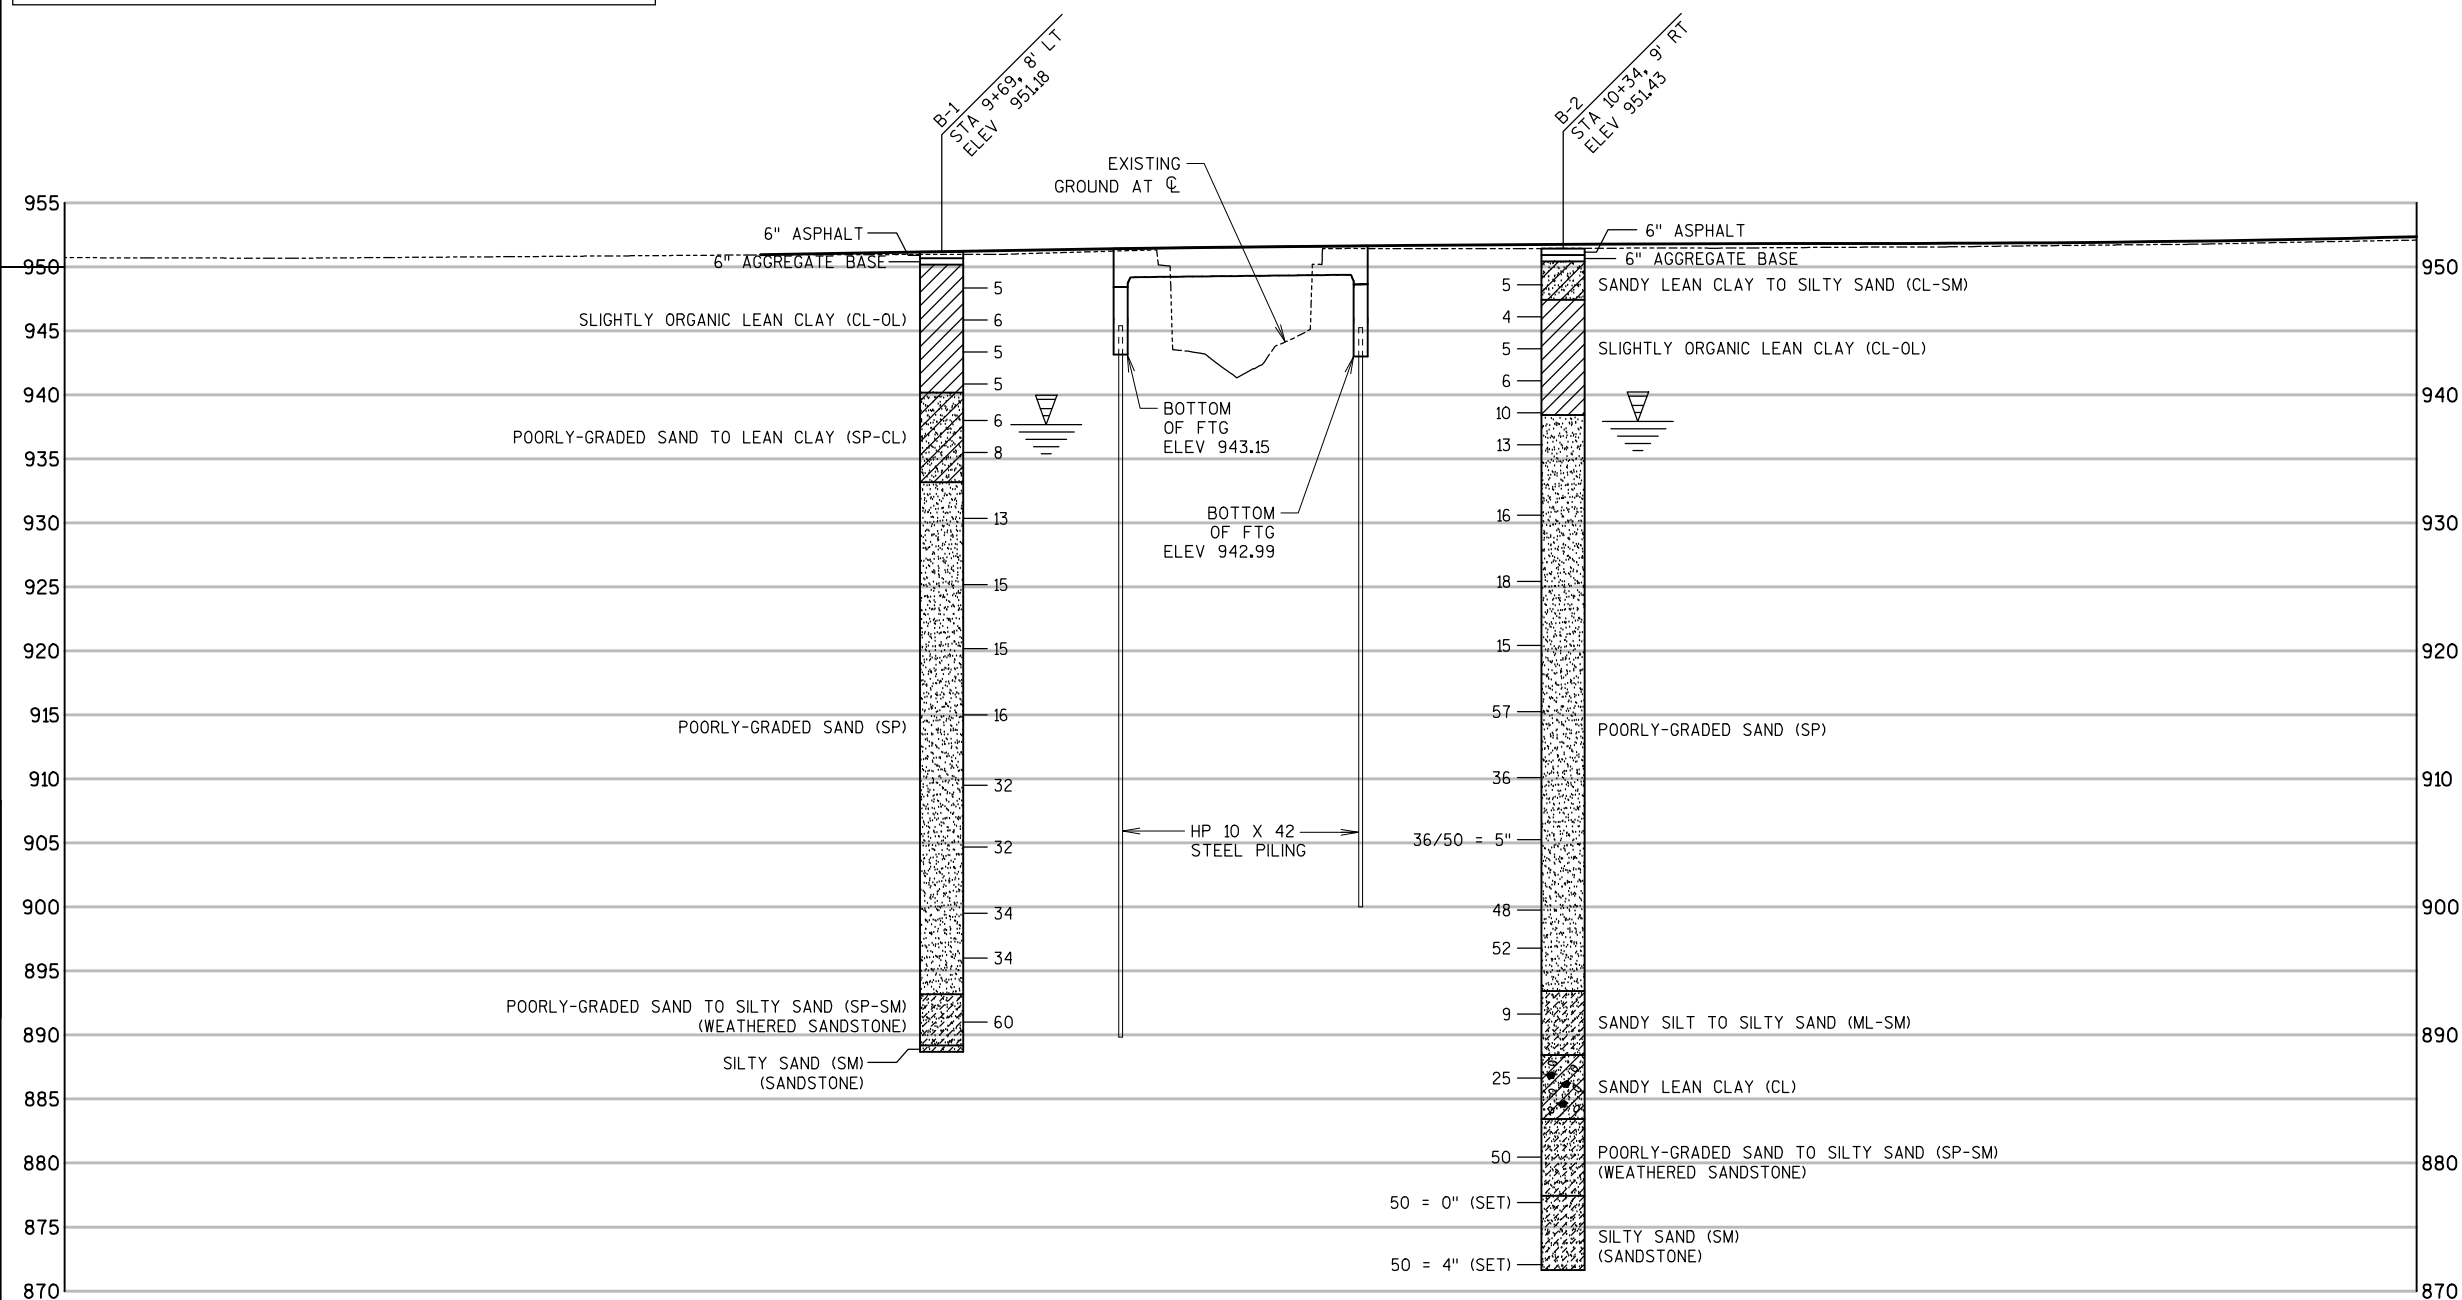 B-1
STA 9+69, 8' LT
ELEV 951.18
B-2
STA 10+34, 9' RT
ELEV 951.43
EXISTING
GROUND AT ℄
955
950
945
940
935
930
925
920
915
910
905
900
895
890
885
880
875
870
6" ASPHALT
6" AGGREGATE BASE
SLIGHTLY ORGANIC LEAN CLAY (CL-OL)
POORLY-GRADED SAND TO LEAN CLAY (SP-CL)
POORLY-GRADED SAND (SP)
POORLY-GRADED SAND TO SILTY SAND (SP-SM)
(WEATHERED SANDSTONE)
SILTY SAND (SM)
(SANDSTONE)
5
6
5
5
6
8
13
15
15
16
32
32
34
34
60
BOTTOM
OF FTG
ELEV 943.15
BOTTOM
OF FTG
ELEV 942.99
HP 10 X 42
STEEL PILING
5
4
5
6
10
13
16
18
15
57
36
36/50 = 5"
48
52
9
25
50
50 = 0" (SET)
50 = 4" (SET)
6" ASPHALT
6" AGGREGATE BASE
SANDY LEAN CLAY TO SILTY SAND (CL-SM)
SLIGHTLY ORGANIC LEAN CLAY (CL-OL)
POORLY-GRADED SAND (SP)
SANDY SILT TO SILTY SAND (ML-SM)
SANDY LEAN CLAY (CL)
POORLY-GRADED SAND TO SILTY SAND (SP-SM)
(WEATHERED SANDSTONE)
SILTY SAND (SM)
(SANDSTONE)
950
940
930
920
910
900
890
880
870